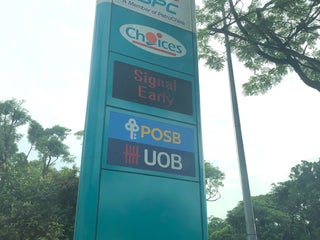 SPC
A Member of PetroChina
Choices
Signal
Early
POSB
UOB